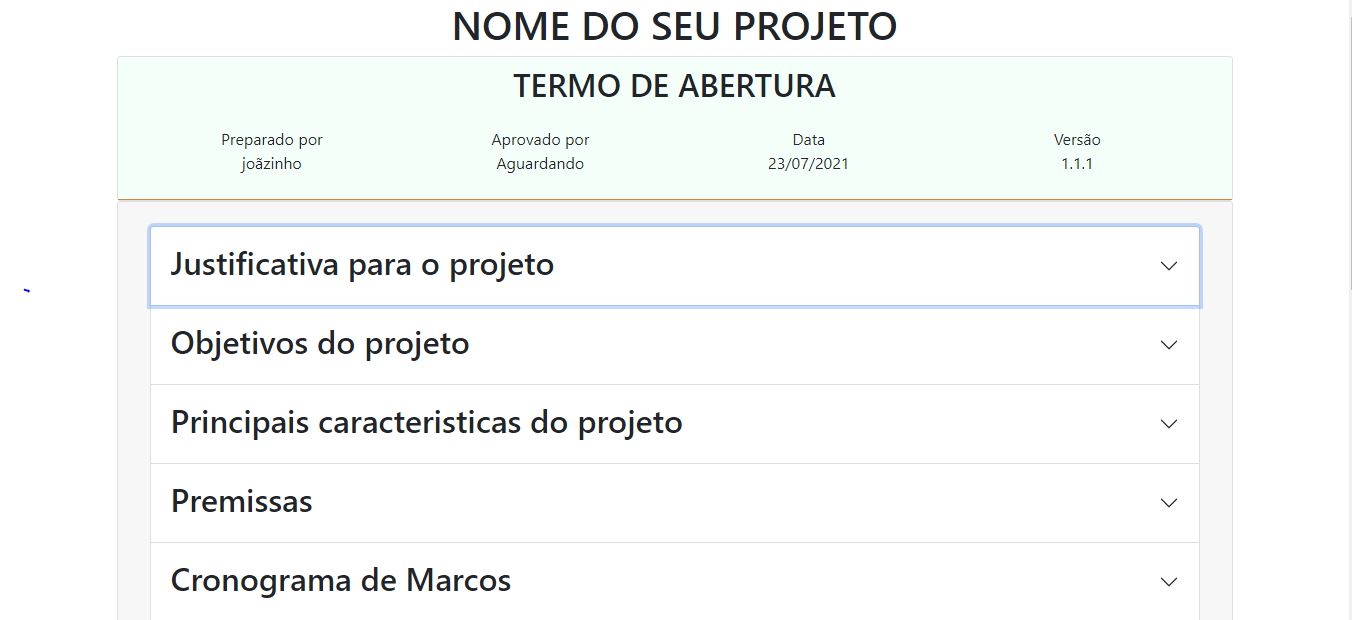 NOME DO SEU PROJETO
TERMO DE ABERTURA
Preparado por
joãzinho
Aprovado por
Aguardando
Data
23/07/2021
Versão
1.1.1
Justificativa para o projeto
Objetivos do projeto
Principais caracteristicas do projeto
Premissas
Cronograma de Marcos